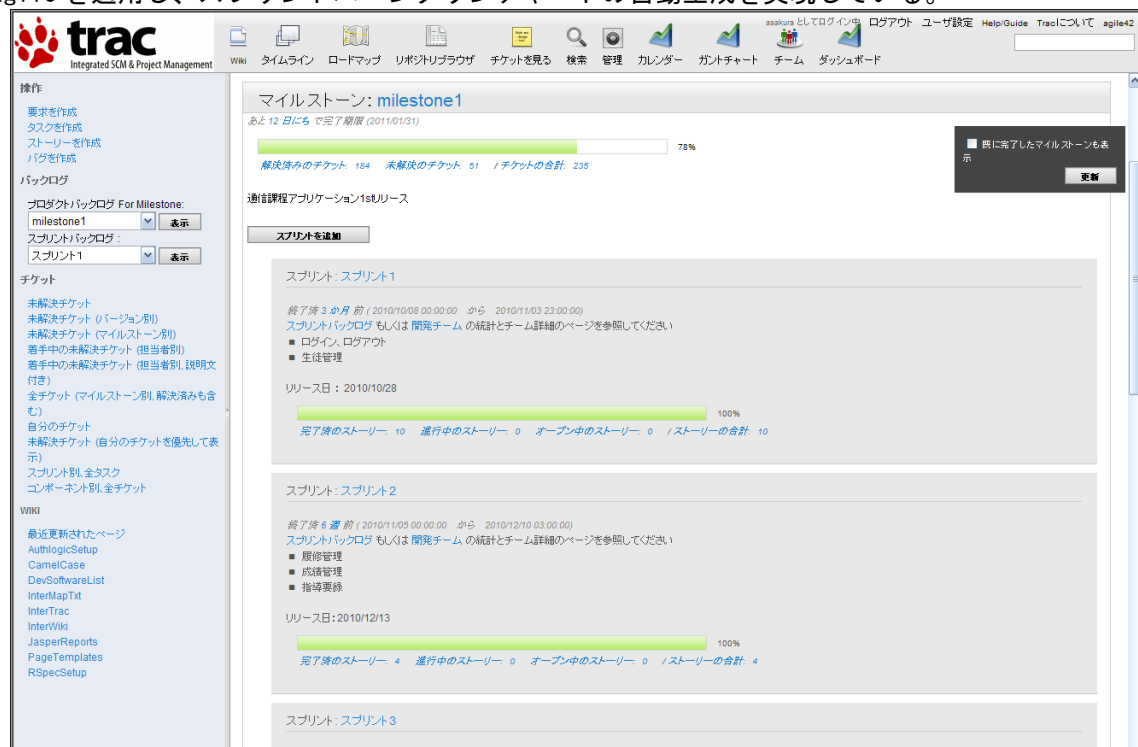 を適用し、スプリントバーンダウンチャートの自動生成を実現している。
trac
Integrated SCM & Project Management
asakura としてログイン中 ログアウト ユーザ設定 Help/Guide Tracについて agile42
Wiki タイムライン ロードマップ リポジトリブラウザ チケットを見る 検索 管理 カレンダー ガントチャート チーム ダッシュボード
操作
要求を作成
タスクを作成
ストーリーを作成
バグを作成
バックログ
プロダクトバックログ For Milestone:
milestone1 表示
スプリントバックログ :
スプリント1 表示
チケット
未解決チケット
未解決チケット (バージョン別)
未解決チケット (マイルストーン別)
着手中の未解決チケット (担当者別)
着手中の未解決チケット (担当者別, 説明文
付き)
全チケット (マイルストーン別, 解決済みも含
む)
自分のチケット
未解決チケット (自分のチケットを優先して表
示)
スプリント別、全タスク
コンポーネント別、全チケット
WIKI
最近更新されたページ
AuthlogicSetup
CamelCase
DevSoftwareList
InterMapTxt
InterTrac
InterWiki
JasperReports
PageTemplates
RSpecSetup
マイルストーン: milestone1
あと 12 日にち で完了期限 (2011/01/31)
78%
解決済みのチケット: 184 未解決のチケット: 51 / チケットの合計: 235
既に完了したマイルストーンも表
示
更新
通信課程アプリケーション1stリリース
スプリントを追加
スプリント: スプリント1
終了済 3 か月 前 ( 2010/10/08 00:00:00 から 2010/11/03 23:00:00)
スプリントバックログ もしくは 開発チーム の統計とチーム詳細のページを参照してください
■ ログイン、ログアウト
■ 生徒管理
リリース日 : 2010/10/28
100%
完了済のストーリー: 10 進行中のストーリー: 0 オープン中のストーリー: 0 / ストーリーの合計: 10
スプリント: スプリント2
終了済 6 週 前 ( 2010/11/05 00:00:00 から 2010/12/10 03:00:00)
スプリントバックログ もしくは 開発チーム の統計とチーム詳細のページを参照してください
■ 履修管理
■ 成績管理
■ 指導要録
リリース日:2010/12/13
100%
完了済のストーリー: 4 進行中のストーリー: 0 オープン中のストーリー: 0 / ストーリーの合計: 4
スプリント: スプリント3